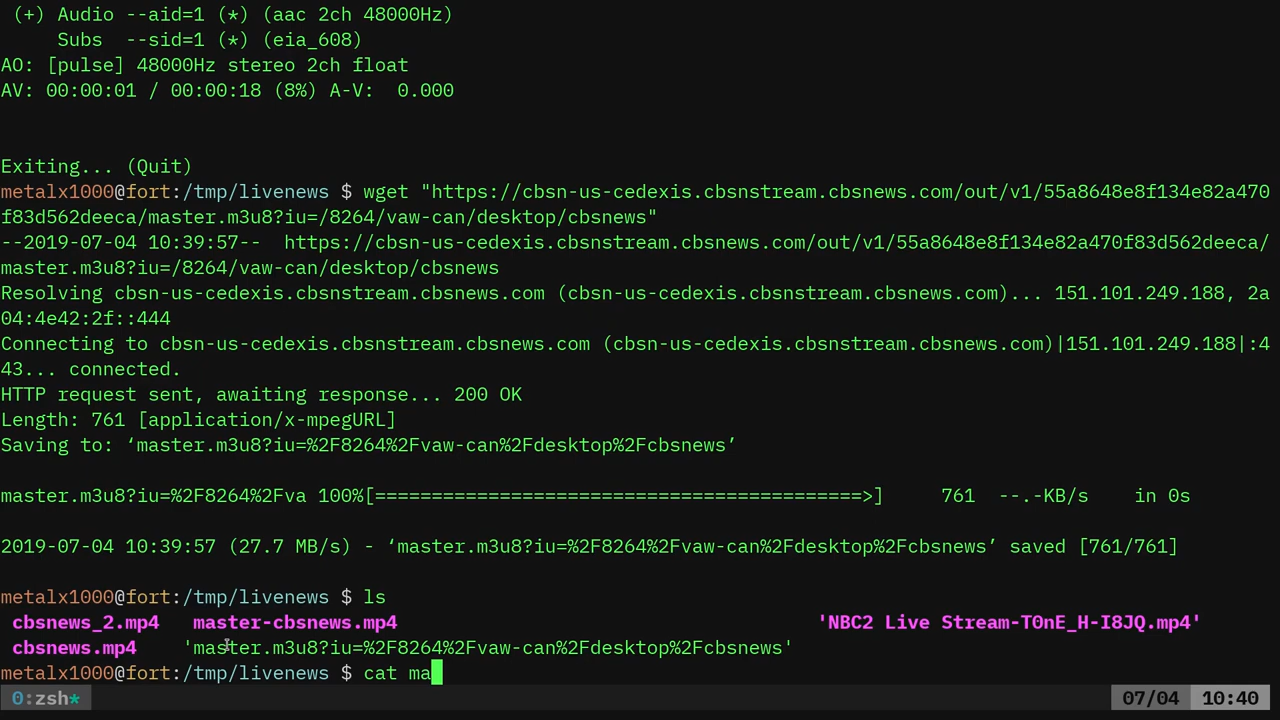 (+) Audio --aid=1 (*) (aac 2ch 48000Hz)
Subs --sid=1 (*) (eia_608)
AO: [pulse] 48000Hz stereo 2ch float
AV: 00:00:01 / 00:00:18 (8%) A-V: 0.000
Exiting... (Quit)
metalx1000@fort:/tmp/livenews $ wget "https://cbsn-us-cedexis.cbsnstream.cbsnews.com/out/v1/55a8648e8f134e82a470
f83d562deeca/master.m3u8?iu=/8264/vaw-can/desktop/cbsnews"
--2019-07-04 10:39:57-- https://cbsn-us-cedexis.cbsnstream.cbsnews.com/out/v1/55a8648e8f134e82a470f83d562deeca/
master.m3u8?iu=/8264/vaw-can/desktop/cbsnews
Resolving cbsn-us-cedexis.cbsnstream.cbsnews.com (cbsn-us-cedexis.cbsnstream.cbsnews.com)... 151.101.249.188, 2a
04:4e42:2f::444
Connecting to cbsn-us-cedexis.cbsnstream.cbsnews.com (cbsn-us-cedexis.cbsnstream.cbsnews.com)|151.101.249.188|:4
43... connected.
HTTP request sent, awaiting response... 200 OK
Length: 761 [application/x-mpegURL]
Saving to: ‘master.m3u8?iu=%2F8264%2Fvaw-can%2Fdesktop%2Fcbsnews’
master.m3u8?iu=%2F8264%2Fva 100%[===========================================>] 761 --.-KB/s in 0s
2019-07-04 10:39:57 (27.7 MB/s) - ‘master.m3u8?iu=%2F8264%2Fvaw-can%2Fdesktop%2Fcbsnews’ saved [761/761]
metalx1000@fort:/tmp/livenews $ ls
cbsnews_2.mp4 master-cbsnews.mp4 'NBC2 Live Stream-T0nE_H-I8JQ.mp4'
cbsnews.mp4 'master.m3u8?iu=%2F8264%2Fvaw-can%2Fdesktop%2Fcbsnews'
metalx1000@fort:/tmp/livenews $ cat ma
0:zsh* 07/04 10:40